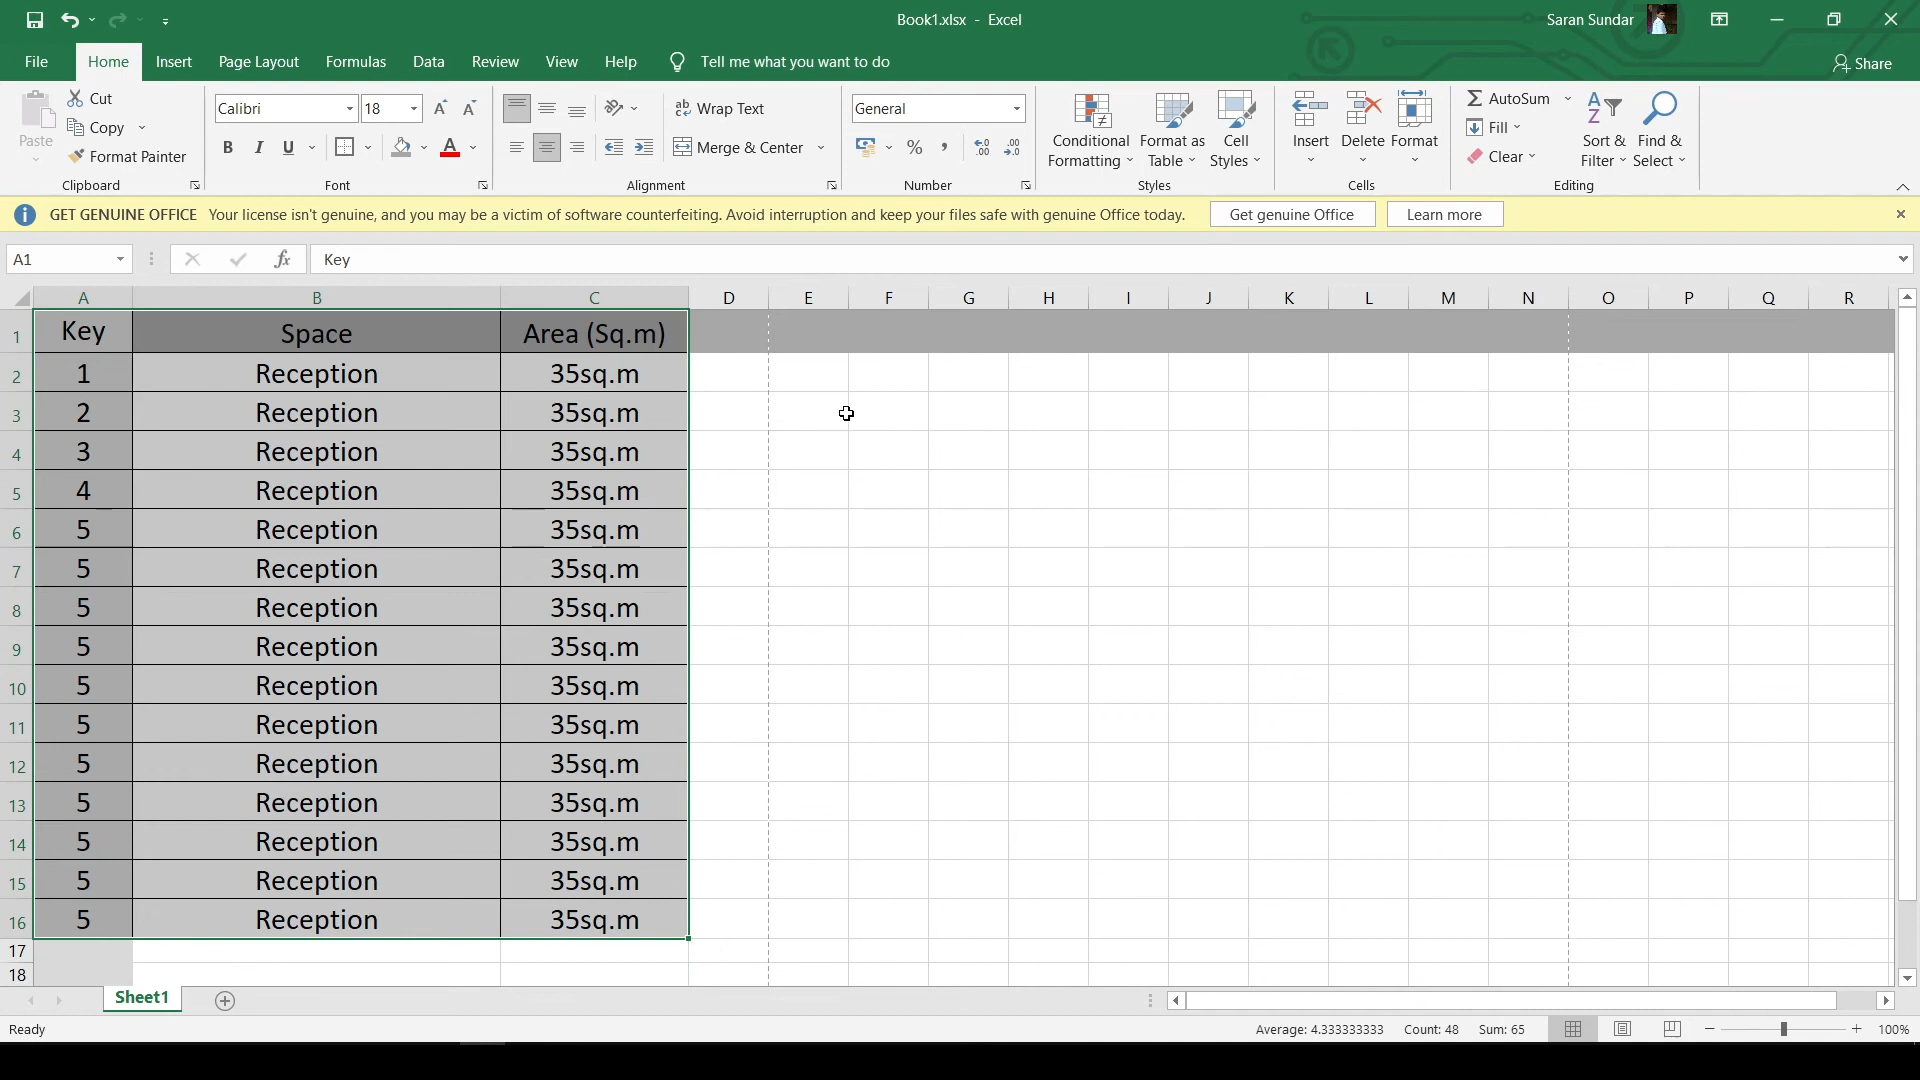 Book1.xlsx - Excel
Saran Sundar
File Home Insert Page Layout Formulas Data Review View Help Tell me what you want to do Share
Paste
Cut
Copy
Format Painter
Clipboard
Calibri 18
B I U
Font
Wrap Text
Merge & Center
Alignment
General
Number
Conditional Formatting
Format as Table
Cell Styles
Styles
Insert
Delete
Format
Cells
AutoSum
Fill
Clear
Sort & Filter
Find & Select
Editing
GET GENUINE OFFICE Your license isn't genuine, and you may be a victim of software counterfeiting. Avoid interruption and keep your files safe with genuine Office today. Get genuine Office Learn more
A1 fx Key
A B C D E F G H I J K L M N O P Q R
1 Key Space Area (Sq.m)
2 1 Reception 35sq.m
3 2 Reception 35sq.m
4 3 Reception 35sq.m
5 4 Reception 35sq.m
6 5 Reception 35sq.m
7 5 Reception 35sq.m
8 5 Reception 35sq.m
9 5 Reception 35sq.m
10 5 Reception 35sq.m
11 5 Reception 35sq.m
12 5 Reception 35sq.m
13 5 Reception 35sq.m
14 5 Reception 35sq.m
15 5 Reception 35sq.m
16 5 Reception 35sq.m
17
18
Sheet1
Ready Average: 4.333333333 Count: 48 Sum: 65 100%